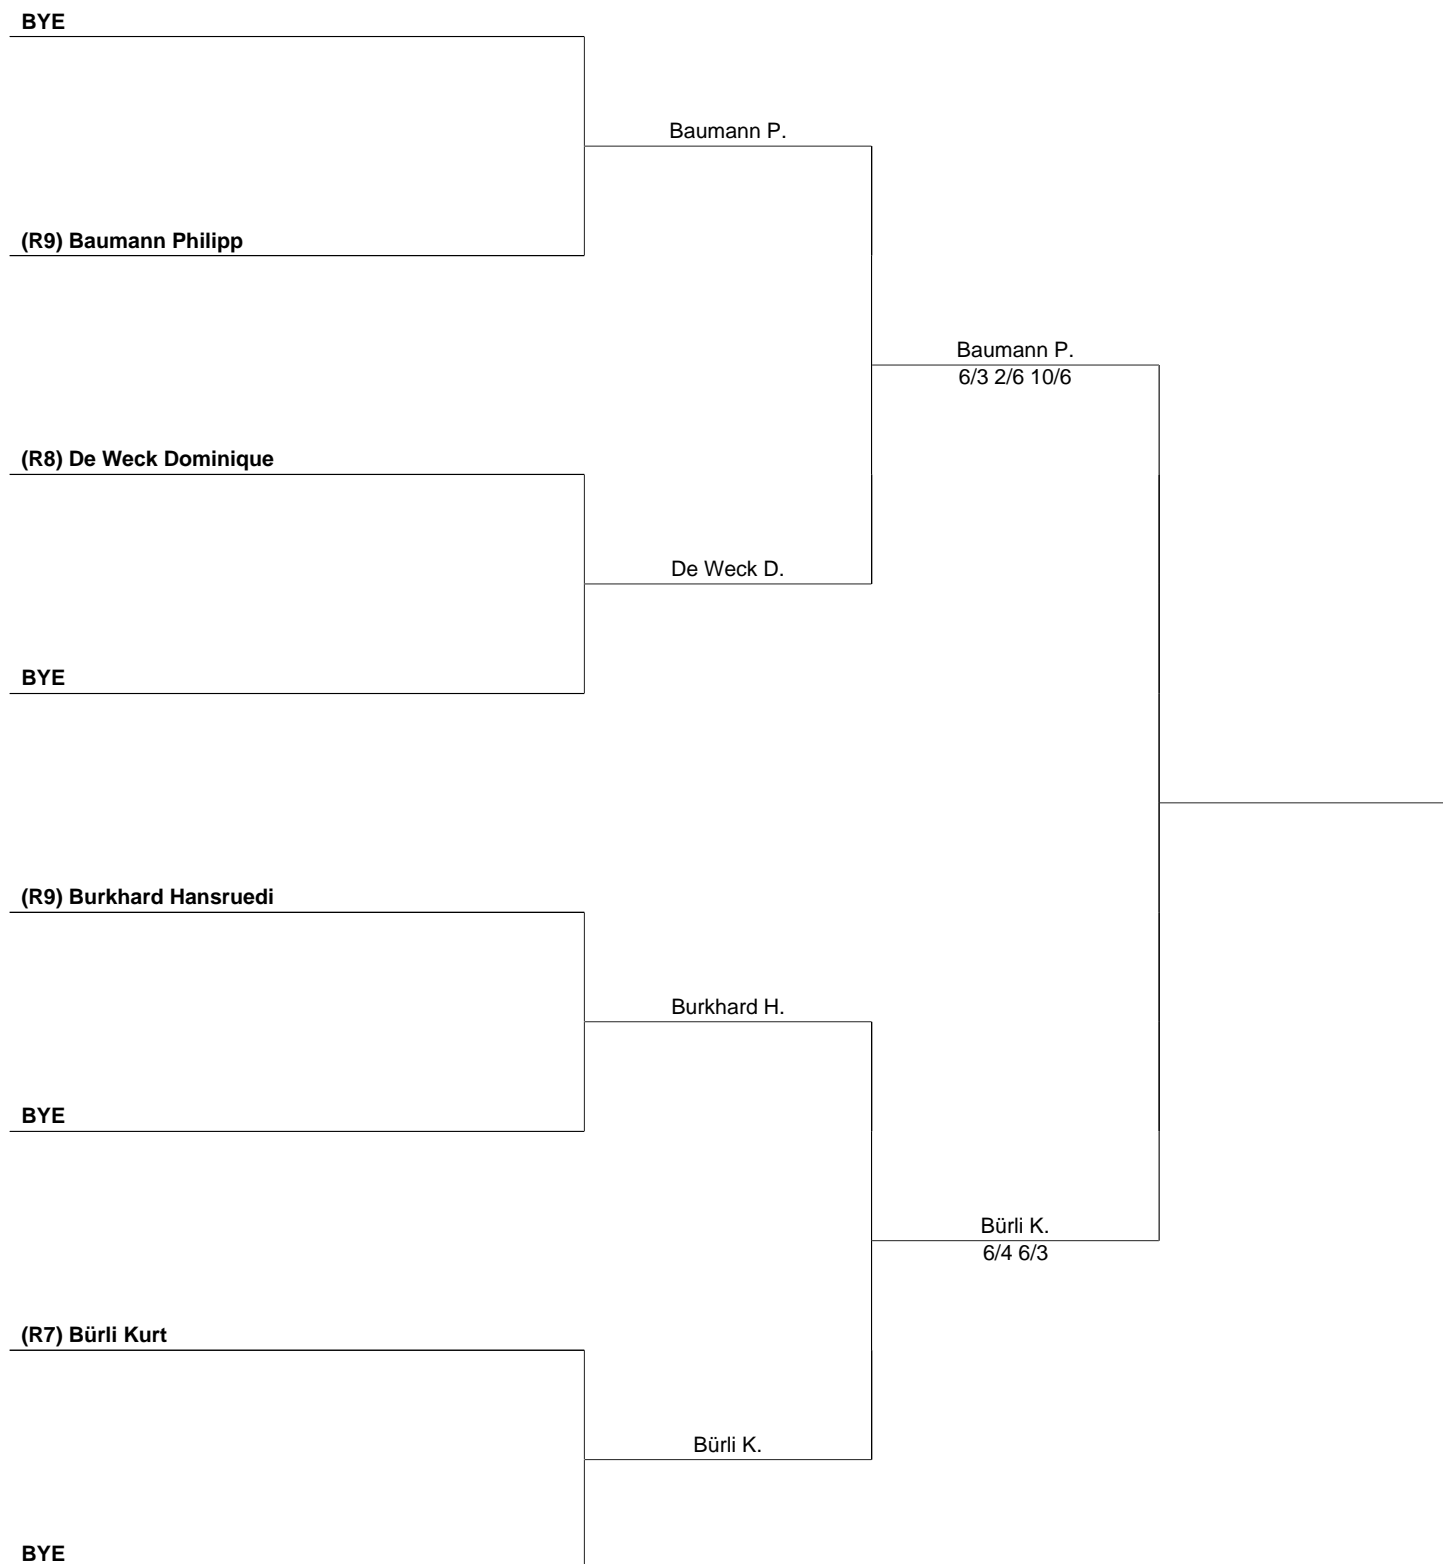 BYE
Baumann P.
(R9) Baumann Philipp
Baumann P.
6/3 2/6 10/6
(R8) De Weck Dominique
De Weck D.
BYE
(R9) Burkhard Hansruedi
Burkhard H.
BYE
Bürli K.
6/4 6/3
(R7) Bürli Kurt
Bürli K.
BYE